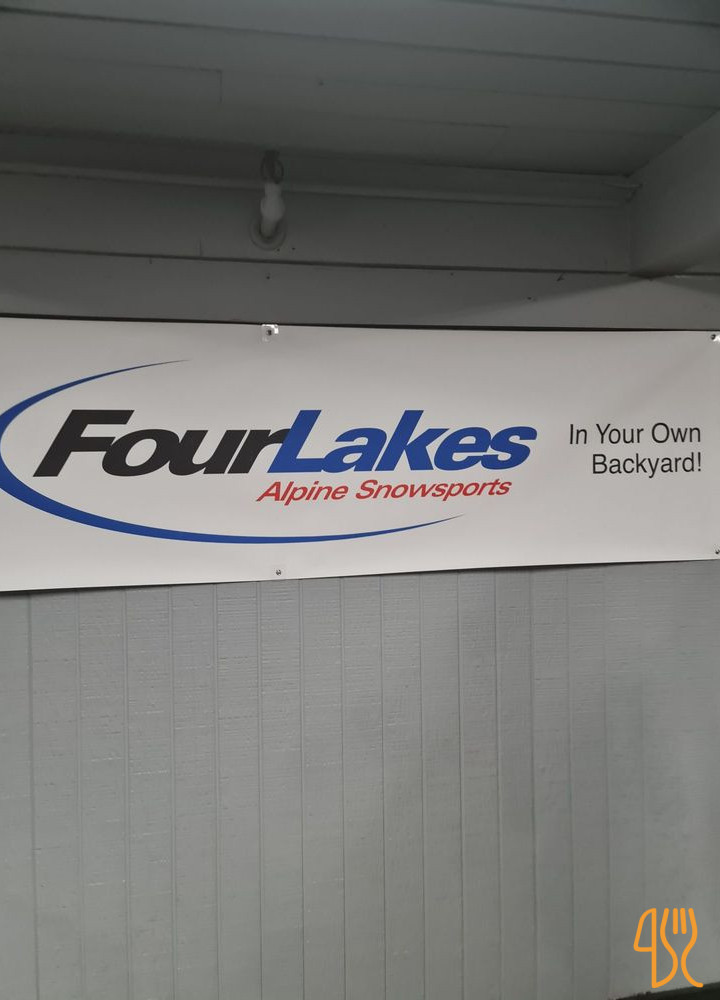 FourLakes
Alpine Snowsports
In Your Own
Backyard!